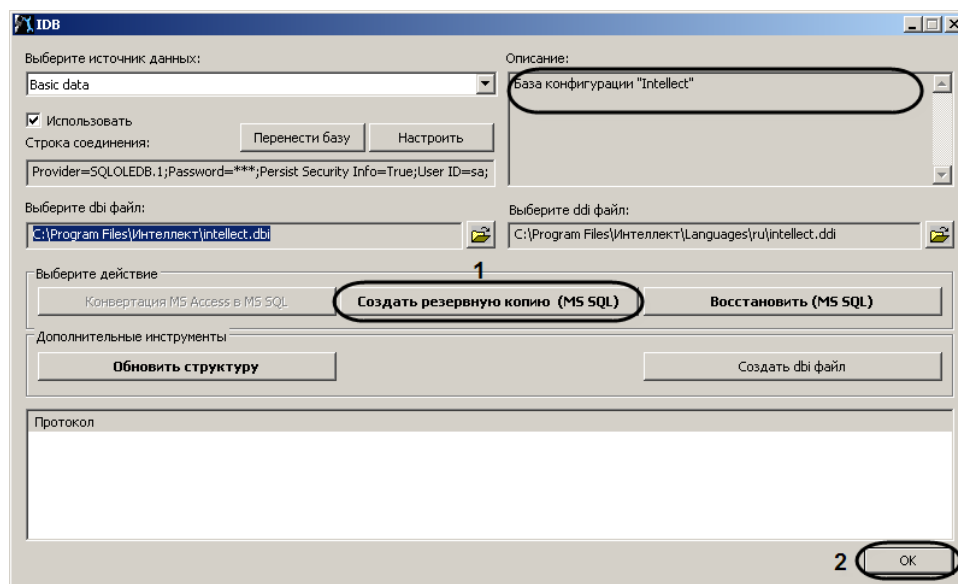 IDB
Выберите источник данных:
Описание:
Basic data
База конфигурации "Intellect"
Использовать
Строка соединения:
Перенести базу
Настроить
Provider=SQLOLEDB.1;Password=***;Persist Security Info=True;User ID=sa;
Выберите dbi файл:
Выберите ddi файл:
C:\Program Files\Интеллект\intellect.dbi
C:\Program Files\Интеллект\Languages\ru\intellect.ddi
1
Выберите действие
Конвертация MS Access в MS SQL
Создать резервную копию (MS SQL)
Восстановить (MS SQL)
Дополнительные инструменты
Обновить структуру
Создать dbi файл
Протокол
2
OK